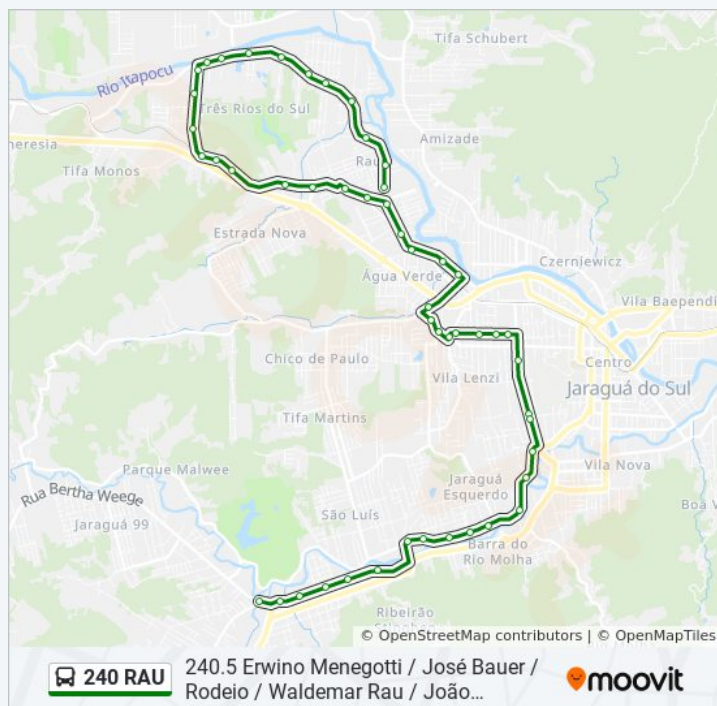 Tifa Schubert
Rio Itapocu
Três Rios do Sul
Amizade
heresia
Rau
Tifa Monos
Estrada Nova
Czerniewicz
Água Verde
Vila Baependi
Chico de Paulo
Centro
Vila Lenzi
Jaraguá do Sul
Tifa Martins
Parque Malwee
Vila Nova
Jaraguá
Esquerdo
Rua Bertha Weege
Boa V
São Luís
Jaraguá 99
Barra do
Rio Molha
Ribeirão
© OpenStreetMap contributors | © OpenMapTiles
240 RAU
240.5 Erwino Menegotti / José Bauer /
Rodeio / Waldemar Rau / João...
moovit